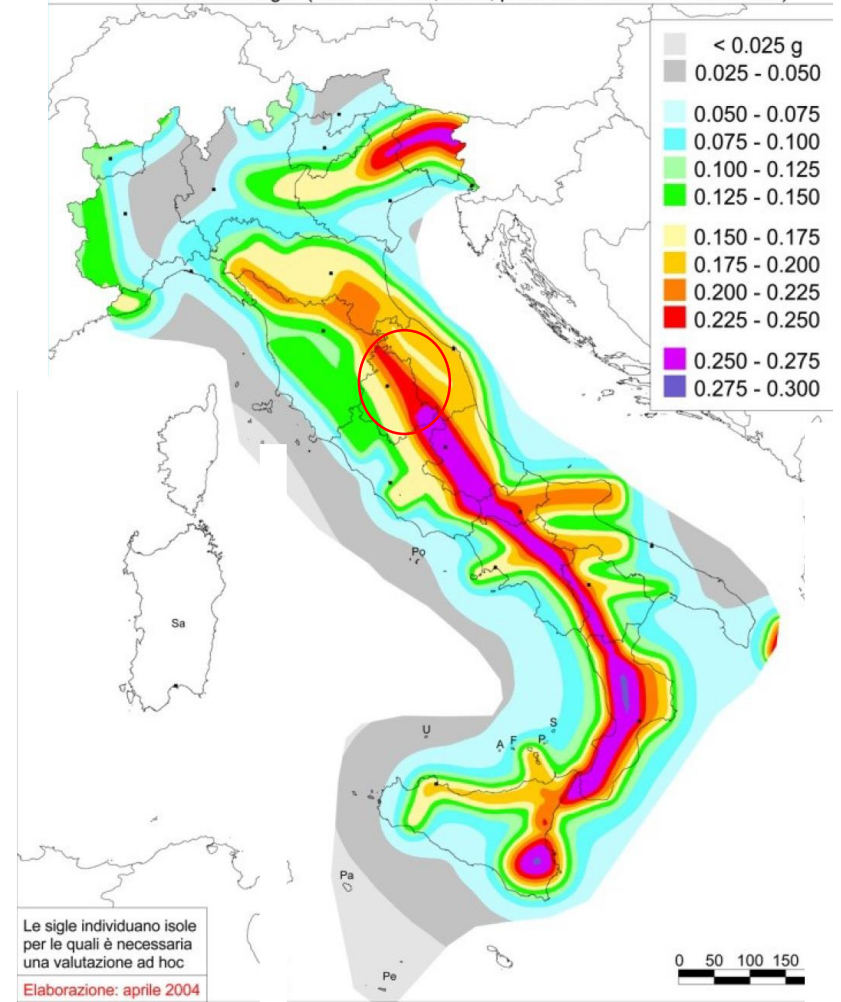 < 0.025 g
0.025 - 0.050
0.050 - 0.075
0.075 - 0.100
0.100 - 0.125
0.125 - 0.150
0.150 - 0.175
0.175 - 0.200
0.200 - 0.225
0.225 - 0.250
0.250 - 0.275
0.275 - 0.300
Po
Sa
U
S
A F P
Pa
Pe
Le sigle individuano isole
per le quali è necessaria
una valutazione ad hoc
Elaborazione: aprile 2004
0 50 100 150